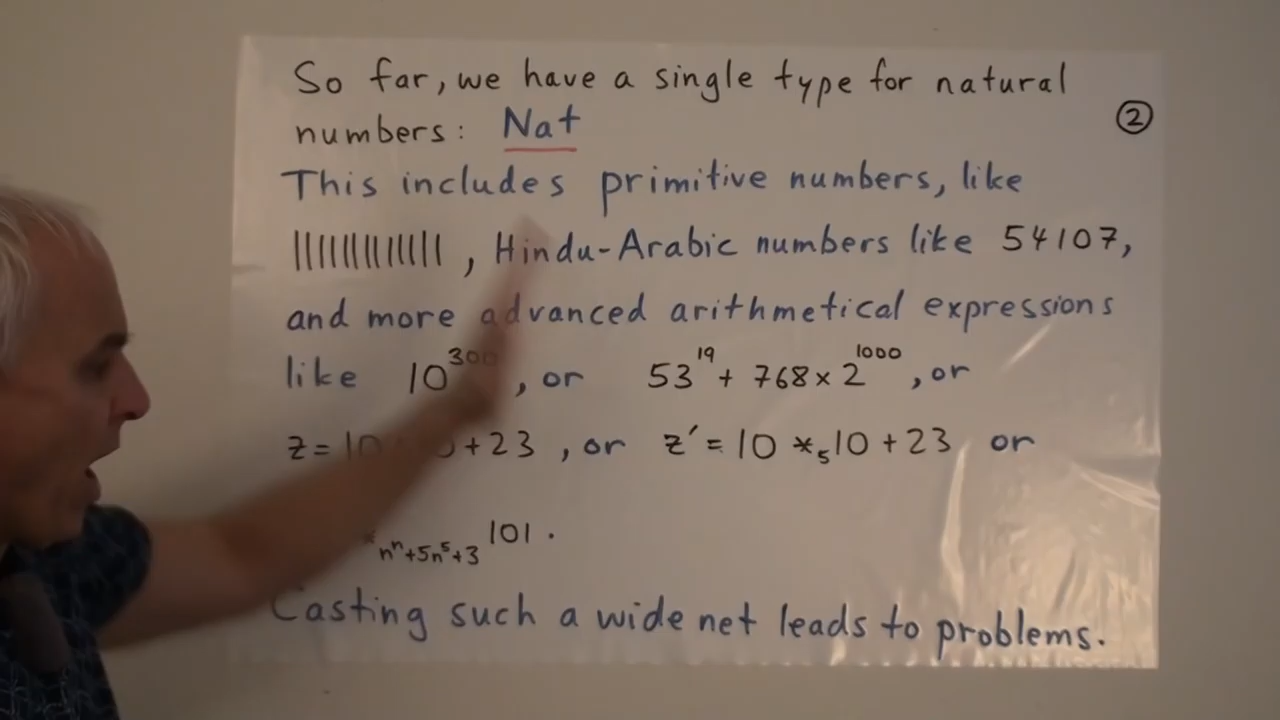 So far, we have a single type for natural
numbers: Nat
②
This includes primitive numbers, like
|||||||||||||, Hindu-Arabic numbers like 54107,
and more advanced arithmetical expressions
like 10^300, or 53^19 + 768 × 2^1000, or
z = 10 +23, or z′ = 10 *₅10 + 23 or
*_{n^n+5n^5+3} 101.
Casting such a wide net leads to problems.